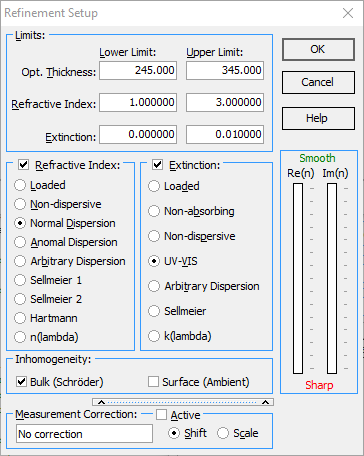 Refinement Setup
Limits:
Lower Limit: Upper Limit:
Opt. Thickness: 245.000 345.000
Refractive Index: 1.000000 3.000000
Extinction: 0.000000 0.010000
OK
Cancel
Help
Refractive Index:
Loaded
Non-dispersive
Normal Dispersion
Anomal Dispersion
Arbitrary Dispersion
Sellmeier 1
Sellmeier 2
Hartmann
n(lambda)
Extinction:
Loaded
Non-absorbing
Non-dispersive
UV-VIS
Arbitrary Dispersion
Sellmeier
k(lambda)
Smooth
Re(n) Im(n)
Sharp
Inhomogeneity:
Bulk (Schröder) Surface (Ambient)
Measurement Correction: Active
No correction Shift Scale